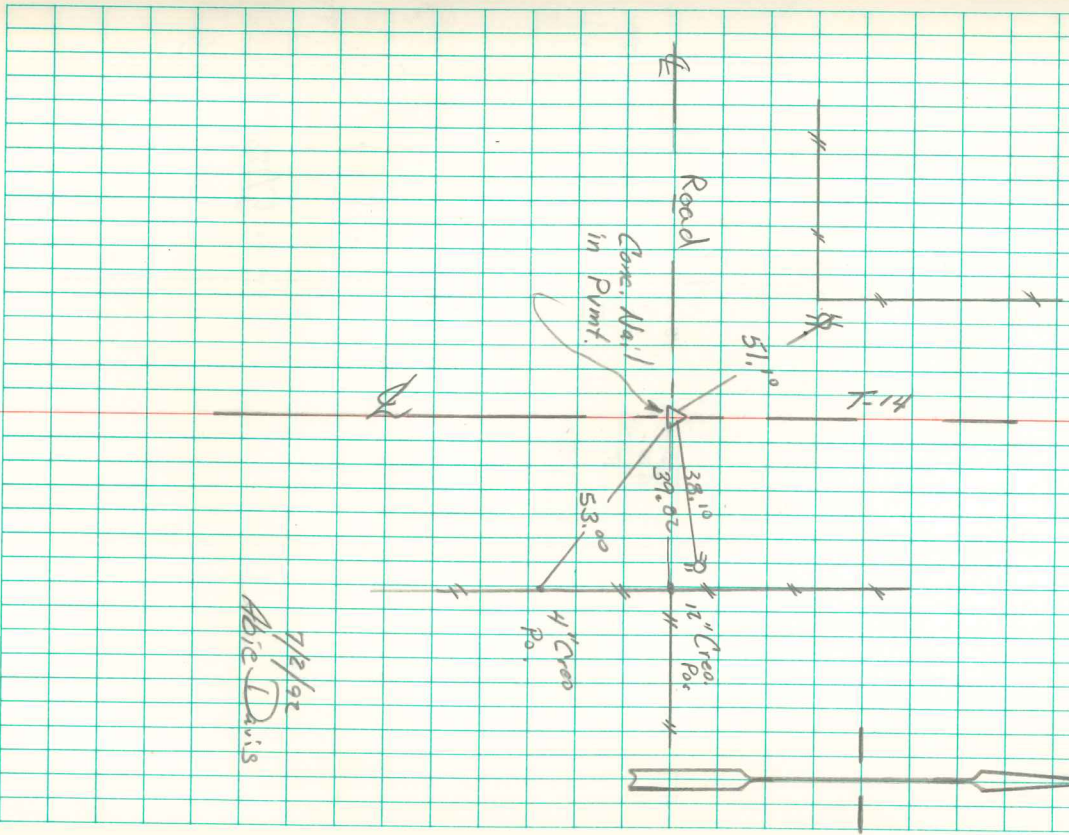 ℄
Road
Conc. Nail
in Pvmt.
51.10
T-14
38.10
39.02
53.00
12" Creo.
4" Creo
Po.
7/2/92
Davis